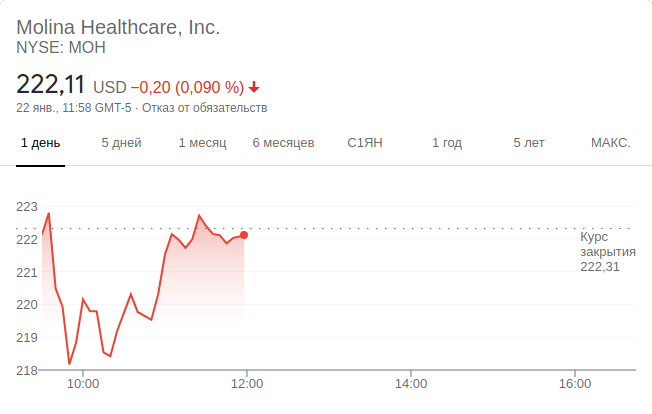 Molina Healthcare, Inc.
NYSE: MOH
222,11 USD −0,20 (0,090 %)
22 янв., 11:58 GMT-5 · Отказ от обязательств
1 день 5 дней 1 месяц 6 месяцев С1ЯН 1 год 5 лет МАКС.
223
222
221
220
219
218
Курс
закрытия
222,31
10:00 12:00 14:00 16:00